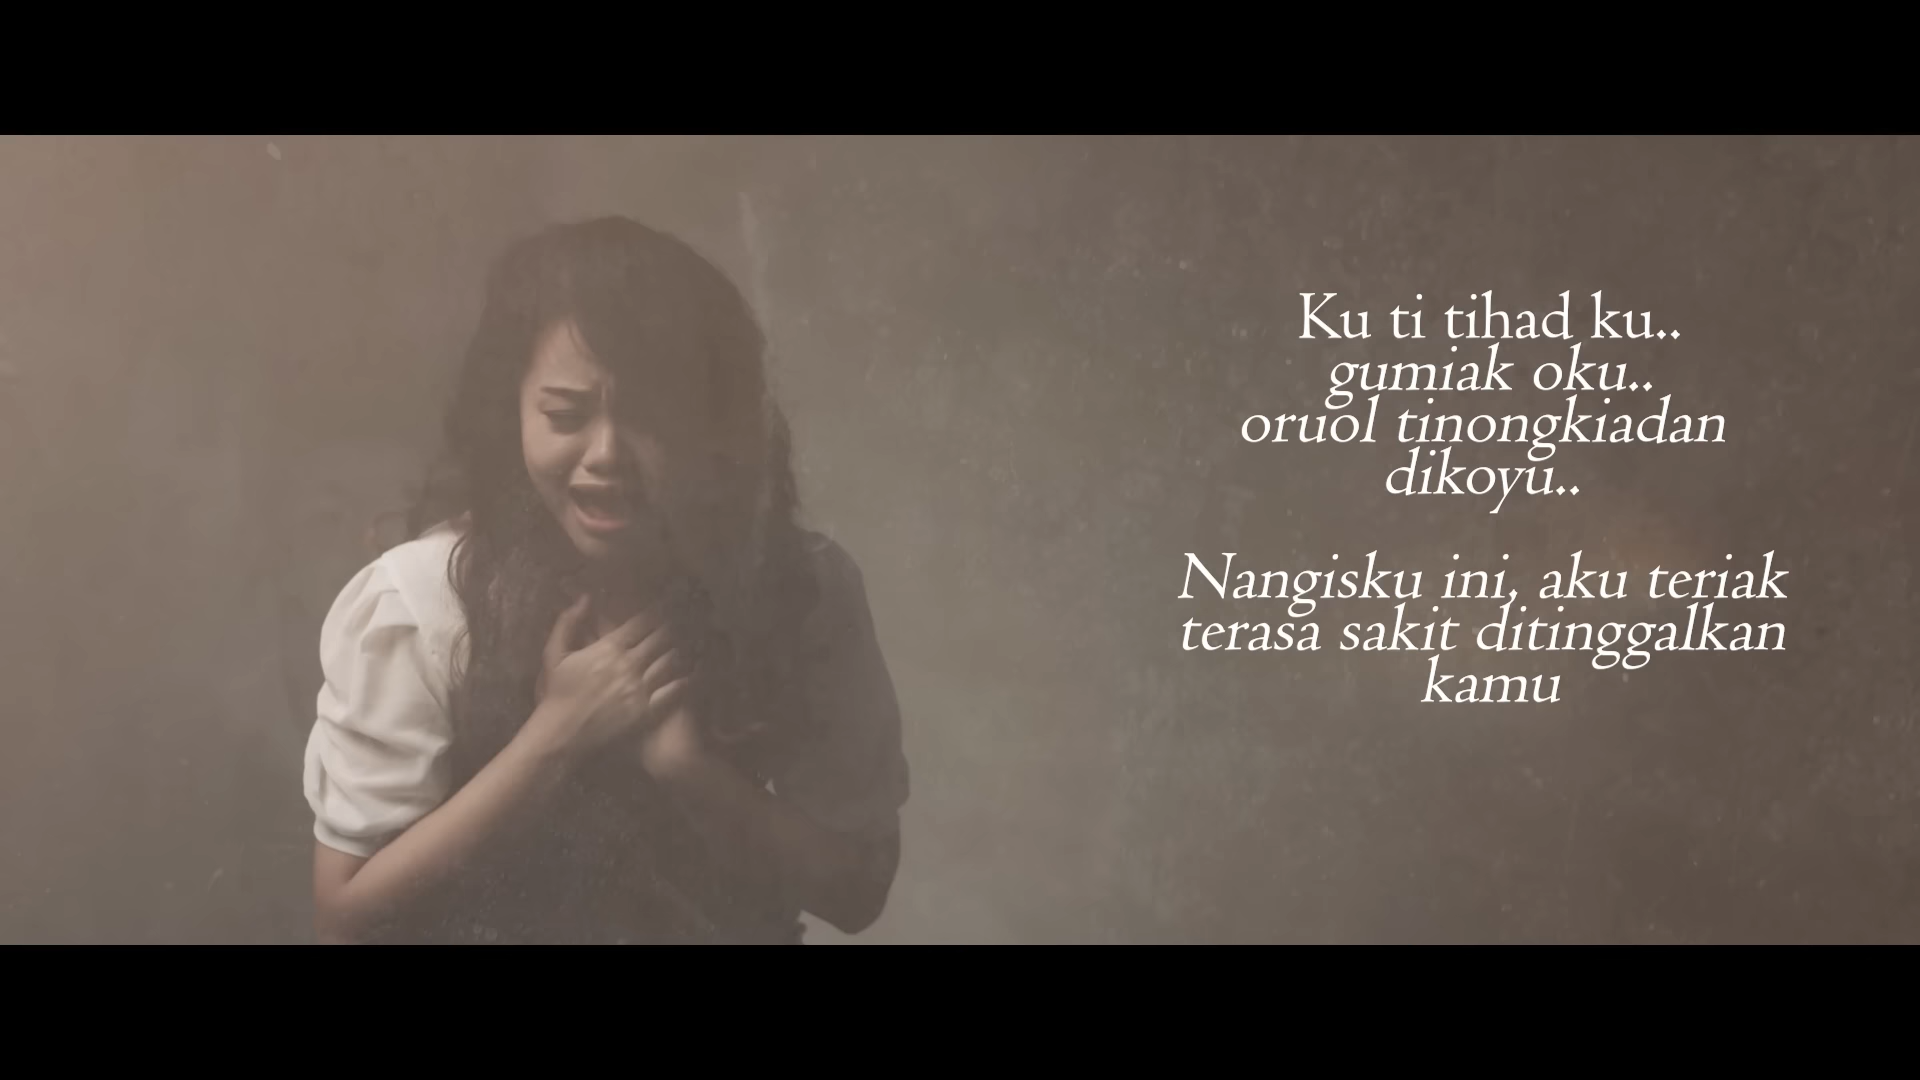 Ku ti tihad ku..
gumiak oku..
oruol tinongkiadan
dikoyu..
Nangisku ini, aku teriak
terasa sakit ditinggalkan
kamu